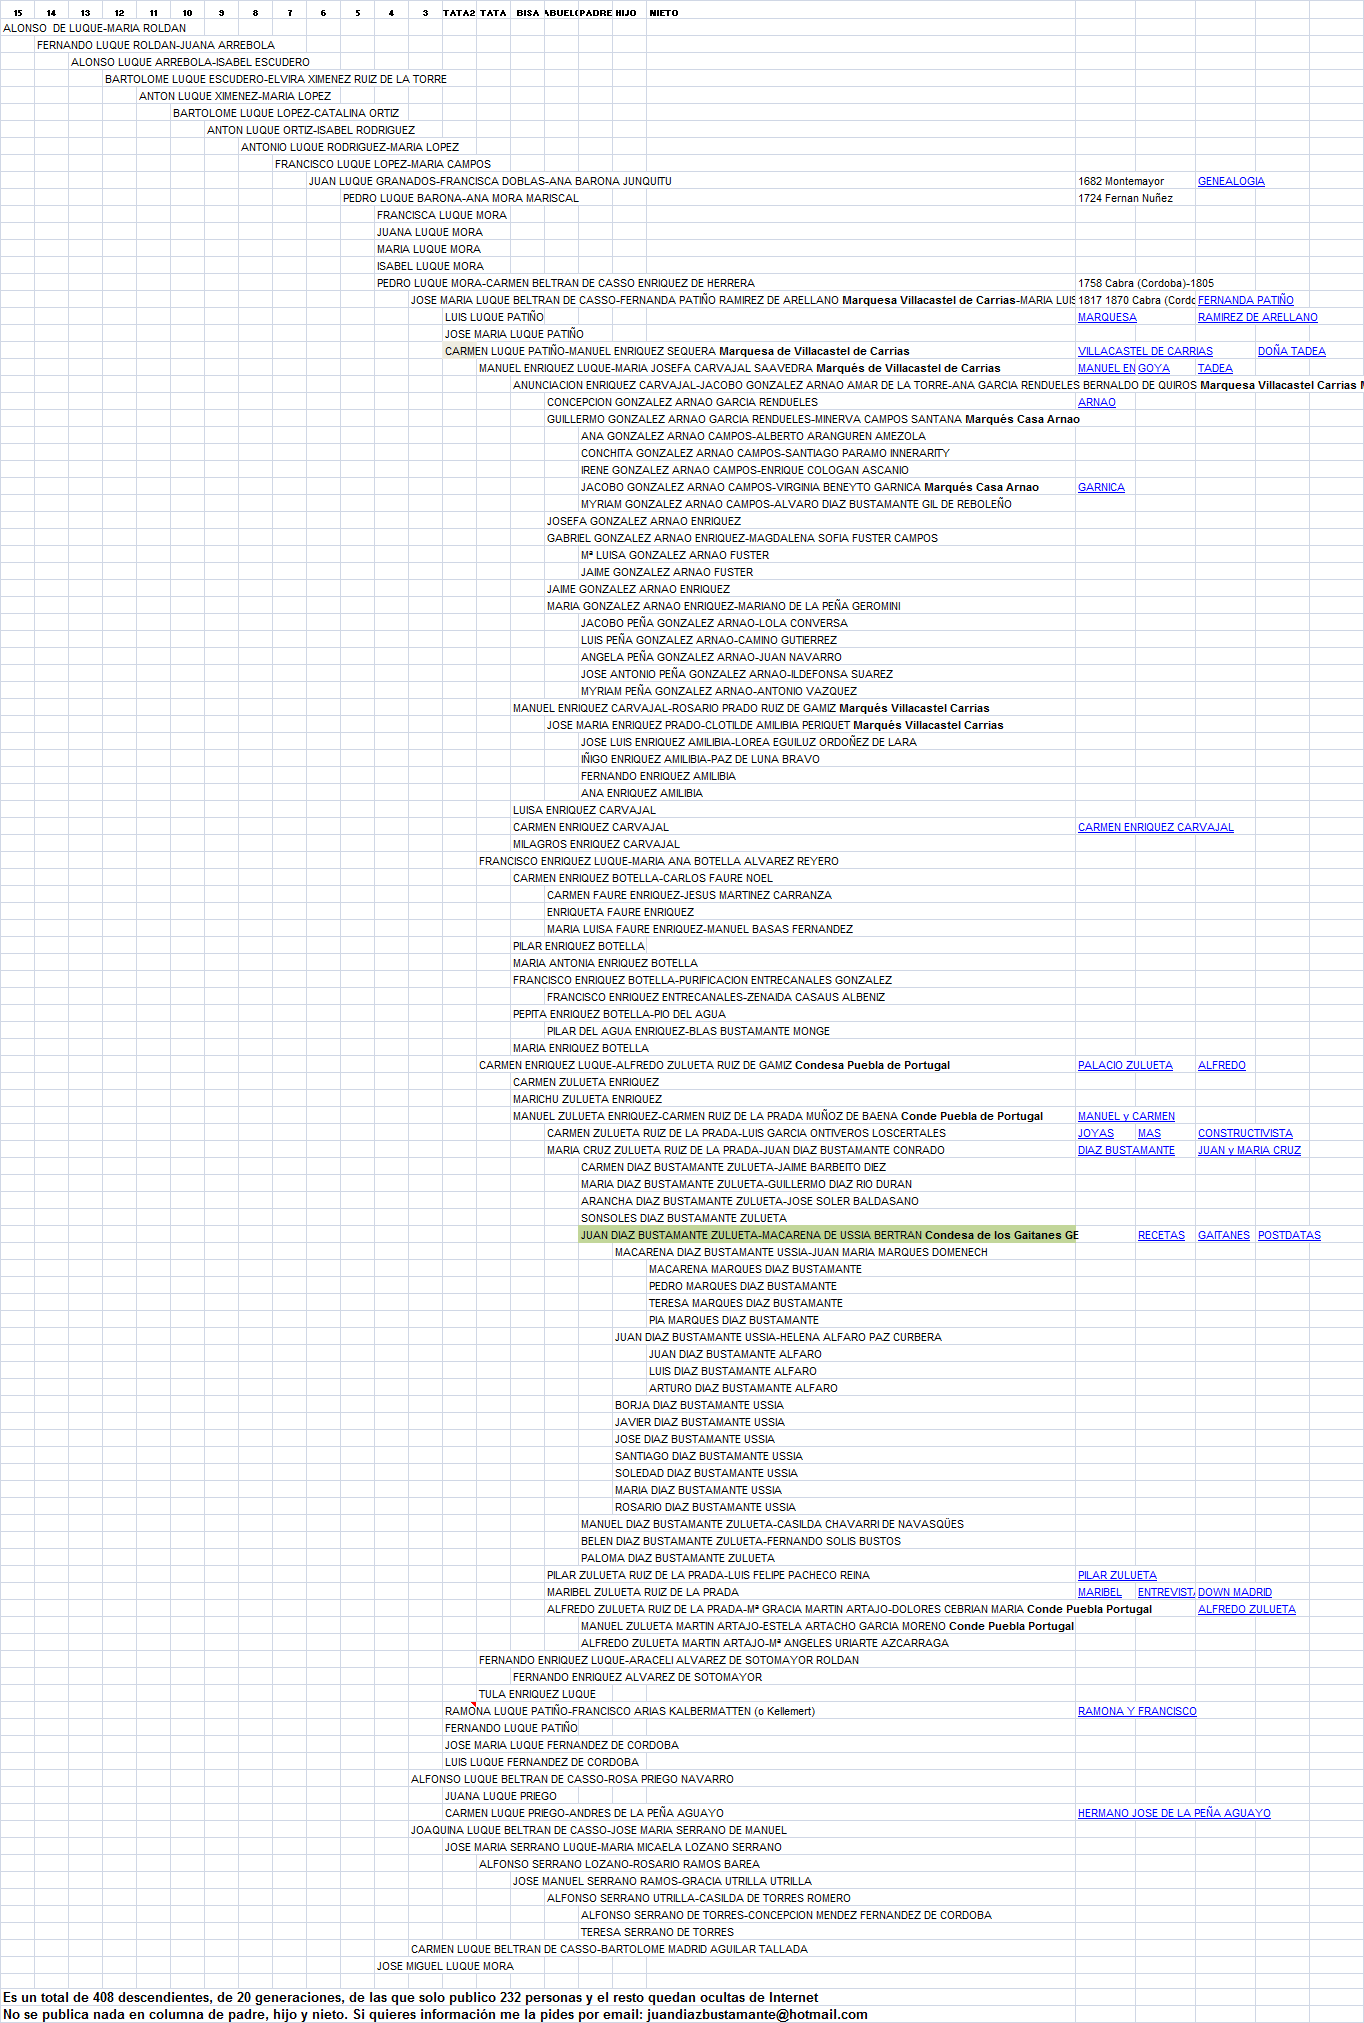 15 14 13 12 11 10 9 8 7 6 5 4 3 TATA2 TATA BISA ABUELO PADRE HIJO NIETO
ALONSO DE LUQUE-MARIA ROLDAN
FERNANDO LUQUE ROLDAN-JUANA ARREBOLA
ALONSO LUQUE ARREBOLA-ISABEL ESCUDERO
BARTOLOME LUQUE ESCUDERO-ELVIRA XIMENEZ RUIZ DE LA TORRE
ANTON LUQUE XIMENEZ-MARIA LOPEZ
BARTOLOME LUQUE LOPEZ-CATALINA ORTIZ
ANTON LUQUE ORTIZ-ISABEL RODRIGUEZ
ANTONIO LUQUE RODRIGUEZ-MARIA LOPEZ
FRANCISCO LUQUE LOPEZ-MARIA CAMPOS
JUAN LUQUE GRANADOS-FRANCISCA DOBLAS-ANA BARONA JUNQUITU 1682 Montemayor GENEALOGIA
PEDRO LUQUE BARONA-ANA MORA MARISCAL 1724 Fernan Nuñez
FRANCISCA LUQUE MORA
JUANA LUQUE MORA
MARIA LUQUE MORA
ISABEL LUQUE MORA
PEDRO LUQUE MORA-CARMEN BELTRAN DE CASSO ENRIQUEZ DE HERRERA 1758 Cabra (Cordoba)-1805
JOSE MARIA LUQUE BELTRAN DE CASSO-FERNANDA PATIÑO RAMIREZ DE ARELLANO Marquesa Villacastel de Carrias-MARIA LUIS 1817 1870 Cabra (Cordo FERNANDA PATIÑO
LUIS LUQUE PATIÑO MARQUESA RAMIREZ DE ARELLANO
JOSE MARIA LUQUE PATIÑO
CARMEN LUQUE PATIÑO-MANUEL ENRIQUEZ SEQUERA Marquesa de Villacastel de Carrias VILLACASTEL DE CARRIAS DOÑA TADEA
MANUEL ENRIQUEZ LUQUE-MARIA JOSEFA CARVAJAL SAAVEDRA Marqués de Villacastel de Carrias MANUEL EN GOYA TADEA
ANUNCIACION ENRIQUEZ CARVAJAL-JACOBO GONZALEZ ARNAO AMAR DE LA TORRE-ANA GARCIA RENDUELES BERNALDO DE QUIROS Marquesa Villacastel Carrias M
CONCEPCION GONZALEZ ARNAO GARCIA RENDUELES ARNAO
GUILLERMO GONZALEZ ARNAO GARCIA RENDUELES-MINERVA CAMPOS SANTANA Marqués Casa Arnao
ANA GONZALEZ ARNAO CAMPOS-ALBERTO ARANGUREN AMEZOLA
CONCHITA GONZALEZ ARNAO CAMPOS-SANTIAGO PARAMO INNERARITY
IRENE GONZALEZ ARNAO CAMPOS-ENRIQUE COLOGAN ASCANIO
JACOBO GONZALEZ ARNAO CAMPOS-VIRGINIA BENEYTO GARNICA Marqués Casa Arnao GARNICA
MYRIAM GONZALEZ ARNAO CAMPOS-ALVARO DIAZ BUSTAMANTE GIL DE REBOLEÑO
JOSEFA GONZALEZ ARNAO ENRIQUEZ
GABRIEL GONZALEZ ARNAO ENRIQUEZ-MAGDALENA SOFIA FUSTER CAMPOS
Mª LUISA GONZALEZ ARNAO FUSTER
JAIME GONZALEZ ARNAO FUSTER
JAIME GONZALEZ ARNAO ENRIQUEZ
MARIA GONZALEZ ARNAO ENRIQUEZ-MARIANO DE LA PEÑA GEROMINI
JACOBO PEÑA GONZALEZ ARNAO-LOLA CONVERSA
LUIS PEÑA GONZALEZ ARNAO-CAMINO GUTIERREZ
ANGELA PEÑA GONZALEZ ARNAO-JUAN NAVARRO
JOSE ANTONIO PEÑA GONZALEZ ARNAO-ILDEFONSA SUAREZ
MYRIAM PEÑA GONZALEZ ARNAO-ANTONIO VAZQUEZ
MANUEL ENRIQUEZ CARVAJAL-ROSARIO PRADO RUIZ DE GAMIZ Marqués Villacastel Carrias
JOSE MARIA ENRIQUEZ PRADO-CLOTILDE AMILIBIA PERIQUET Marqués Villacastel Carrias
JOSE LUIS ENRIQUEZ AMILIBIA-LOREA EGUILUZ ORDOÑEZ DE LARA
IÑIGO ENRIQUEZ AMILIBIA-PAZ DE LUNA BRAVO
FERNANDO ENRIQUEZ AMILIBIA
ANA ENRIQUEZ AMILIBIA
LUISA ENRIQUEZ CARVAJAL
CARMEN ENRIQUEZ CARVAJAL CARMEN ENRIQUEZ CARVAJAL
MILAGROS ENRIQUEZ CARVAJAL
FRANCISCO ENRIQUEZ LUQUE-MARIA ANA BOTELLA ALVAREZ REYERO
CARMEN ENRIQUEZ BOTELLA-CARLOS FAURE NOEL
CARMEN FAURE ENRIQUEZ-JESUS MARTINEZ CARRANZA
ENRIQUETA FAURE ENRIQUEZ
MARIA LUISA FAURE ENRIQUEZ-MANUEL BASAS FERNANDEZ
PILAR ENRIQUEZ BOTELLA
MARIA ANTONIA ENRIQUEZ BOTELLA
FRANCISCO ENRIQUEZ BOTELLA-PURIFICACION ENTRECANALES GONZALEZ
FRANCISCO ENRIQUEZ ENTRECANALES-ZENAIDA CASAUS ALBENIZ
PEPITA ENRIQUEZ BOTELLA-PIO DEL AGUA
PILAR DEL AGUA ENRIQUEZ-BLAS BUSTAMANTE MONGE
MARIA ENRIQUEZ BOTELLA
CARMEN ENRIQUEZ LUQUE-ALFREDO ZULUETA RUIZ DE GAMIZ Condesa Puebla de Portugal PALACIO ZULUETA ALFREDO
CARMEN ZULUETA ENRIQUEZ
MARICHU ZULUETA ENRIQUEZ
MANUEL ZULUETA ENRIQUEZ-CARMEN RUIZ DE LA PRADA MUÑOZ DE BAENA Conde Puebla de Portugal MANUEL y CARMEN
CARMEN ZULUETA RUIZ DE LA PRADA-LUIS GARCIA ONTIVEROS LOSCERTALES JOYAS MAS CONSTRUCTIVISTA
MARIA CRUZ ZULUETA RUIZ DE LA PRADA-JUAN DIAZ BUSTAMANTE CONRADO DIAZ BUSTAMANTE JUAN y MARIA CRUZ
CARMEN DIAZ BUSTAMANTE ZULUETA-JAIME BARBEITO DIEZ
MARIA DIAZ BUSTAMANTE ZULUETA-GUILLERMO DIAZ RIO DURAN
ARANCHA DIAZ BUSTAMANTE ZULUETA-JOSE SOLER BALDASANO
SONSOLES DIAZ BUSTAMANTE ZULUETA
JUAN DIAZ BUSTAMANTE ZULUETA-MACARENA DE USSIA BERTRAN Condesa de los Gaitanes GE RECETAS GAITANES POSTDATAS
MACARENA DIAZ BUSTAMANTE USSIA-JUAN MARIA MARQUES DOMENECH
MACARENA MARQUES DIAZ BUSTAMANTE
PEDRO MARQUES DIAZ BUSTAMANTE
TERESA MARQUES DIAZ BUSTAMANTE
PIA MARQUES DIAZ BUSTAMANTE
JUAN DIAZ BUSTAMANTE USSIA-HELENA ALFARO PAZ CURBERA
JUAN DIAZ BUSTAMANTE ALFARO
LUIS DIAZ BUSTAMANTE ALFARO
ARTURO DIAZ BUSTAMANTE ALFARO
BORJA DIAZ BUSTAMANTE USSIA
JAVIER DIAZ BUSTAMANTE USSIA
JOSE DIAZ BUSTAMANTE USSIA
SANTIAGO DIAZ BUSTAMANTE USSIA
SOLEDAD DIAZ BUSTAMANTE USSIA
MARIA DIAZ BUSTAMANTE USSIA
ROSARIO DIAZ BUSTAMANTE USSIA
MANUEL DIAZ BUSTAMANTE ZULUETA-CASILDA CHAVARRI DE NAVASQÜES
BELEN DIAZ BUSTAMANTE ZULUETA-FERNANDO SOLIS BUSTOS
PALOMA DIAZ BUSTAMANTE ZULUETA
PILAR ZULUETA RUIZ DE LA PRADA-LUIS FELIPE PACHECO REINA PILAR ZULUETA
MARIBEL ZULUETA RUIZ DE LA PRADA MARIBEL ENTREVISTA DOWN MADRID
ALFREDO ZULUETA RUIZ DE LA PRADA-Mª GRACIA MARTIN ARTAJO-DOLORES CEBRIAN MARIA Conde Puebla Portugal ALFREDO ZULUETA
MANUEL ZULUETA MARTIN ARTAJO-ESTELA ARTACHO GARCIA MORENO Conde Puebla Portugal
ALFREDO ZULUETA MARTIN ARTAJO-Mª ANGELES URIARTE AZCARRAGA
FERNANDO ENRIQUEZ LUQUE-ARACELI ALVAREZ DE SOTOMAYOR ROLDAN
FERNANDO ENRIQUEZ ALVAREZ DE SOTOMAYOR
TULA ENRIQUEZ LUQUE
RAMONA LUQUE PATIÑO-FRANCISCO ARIAS KALBERMATTEN (o Kellemert) RAMONA Y FRANCISCO
FERNANDO LUQUE PATIÑO
JOSE MARIA LUQUE FERNANDEZ DE CORDOBA
LUIS LUQUE FERNANDEZ DE CORDOBA
ALFONSO LUQUE BELTRAN DE CASSO-ROSA PRIEGO NAVARRO
JUANA LUQUE PRIEGO
CARMEN LUQUE PRIEGO-ANDRES DE LA PEÑA AGUAYO HERMANO JOSE DE LA PEÑA AGUAYO
JOAQUINA LUQUE BELTRAN DE CASSO-JOSE MARIA SERRANO DE MANUEL
JOSE MARIA SERRANO LUQUE-MARIA MICAELA LOZANO SERRANO
ALFONSO SERRANO LOZANO-ROSARIO RAMOS BAREA
JOSE MANUEL SERRANO RAMOS-GRACIA UTRILLA UTRILLA
ALFONSO SERRANO UTRILLA-CASILDA DE TORRES ROMERO
ALFONSO SERRANO DE TORRES-CONCEPCION MENDEZ FERNANDEZ DE CORDOBA
TERESA SERRANO DE TORRES
CARMEN LUQUE BELTRAN DE CASSO-BARTOLOME MADRID AGUILAR TALLADA
JOSE MIGUEL LUQUE MORA
Es un total de 408 descendientes, de 20 generaciones, de las que solo publico 232 personas y el resto quedan ocultas de Internet
No se publica nada en columna de padre, hijo y nieto. Si quieres información me la pides por email: juandiazbustamante@hotmail.com